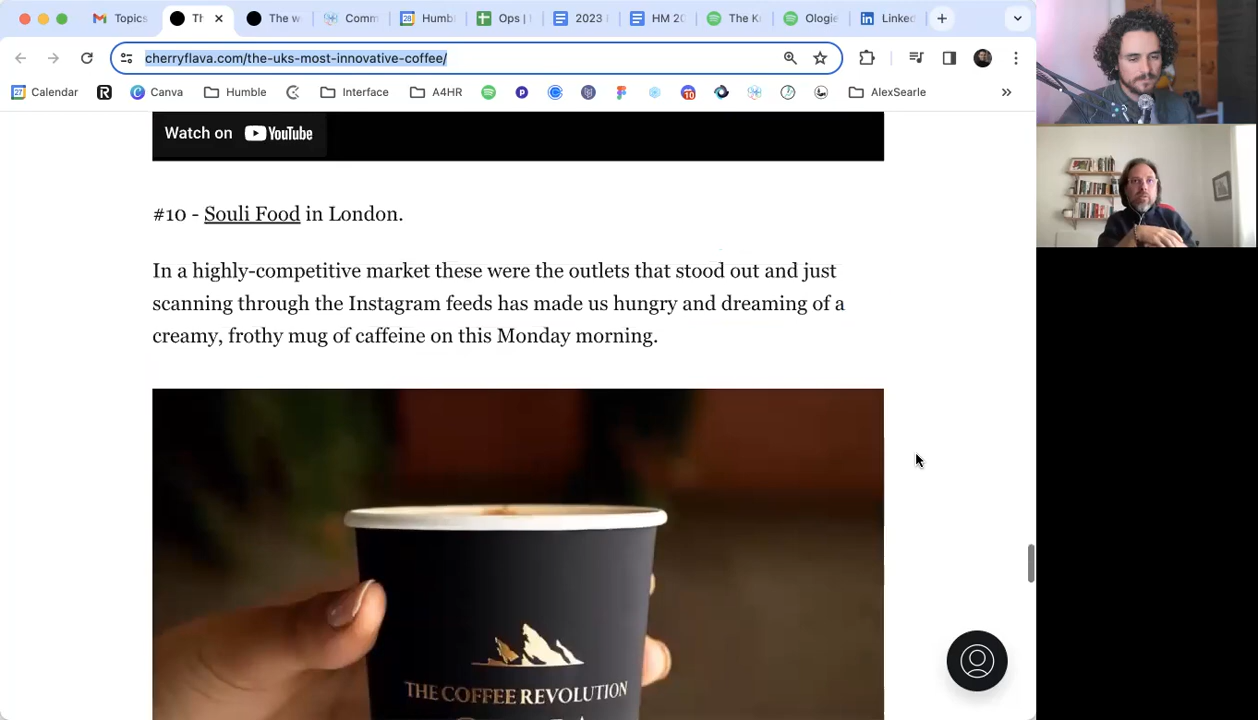 Topics
Th
The w
Comm
Humb
Ops |
2023
HM 20
The K
Ologie
Linked
cherryflava.com/the-uks-most-innovative-coffee/
Calendar
Canva
Humble
Interface
A4HR
10
AlexSearle
Watch on YouTube
#10 - Souli Food in London.
In a highly-competitive market these were the outlets that stood out and just
scanning through the Instagram feeds has made us hungry and dreaming of a
creamy, frothy mug of caffeine on this Monday morning.
THE COFFEE REVOLUTION